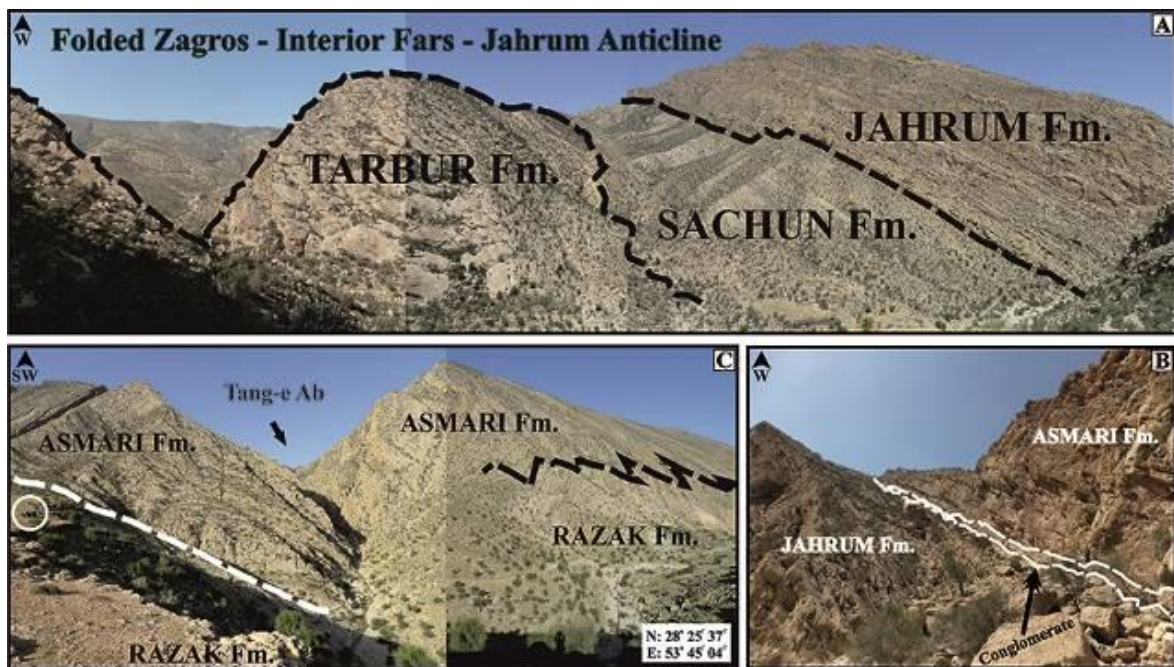 W
Folded Zagros - Interior Fars - Jahrum Anticline
A
TARBUR Fm.
SACHUN Fm.
JAHRUM Fm.
SW
Tang-e Ab
C
ASMARI Fm.
ASMARI Fm.
RAZAK Fm.
RAZAK Fm.
N: 28° 25' 37"
E: 53° 45' 04"
W
B
ASMARI Fm.
JAHRUM Fm.
Conglomerate